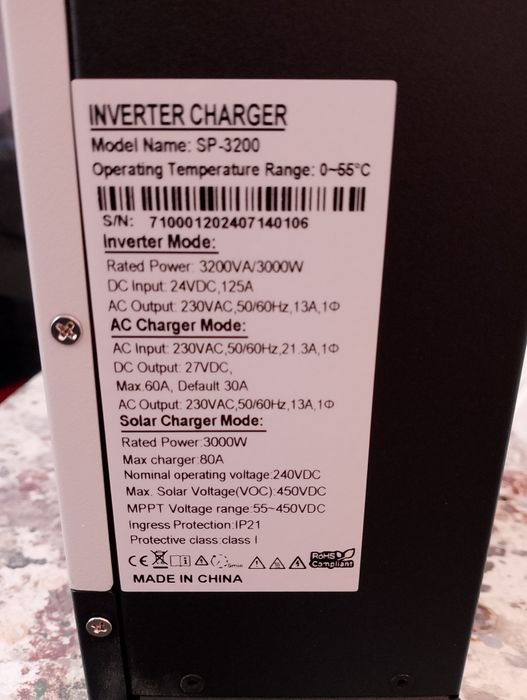 INVERTER CHARGER
Model Name: SP-3200
Operating Temperature Range: 0~55°C
S/N: 710001202407140106
Inverter Mode:
Rated Power: 3200VA/3000W
DC Input: 24VDC,125A
AC Output: 230VAC,50/60Hz,13A,1Φ
AC Charger Mode:
AC Input: 230VAC,50/60Hz,21.3A,1Φ
DC Output: 27VDC,
Max.60A, Default 30A
AC Output: 230VAC,50/60Hz,13A,1Φ
Solar Charger Mode:
Rated Power:3000W
Max charger:80A
Nominal operating voltage:240VDC
Max. Solar Voltage(VOC):450VDC
MPPT Voltage range:55~450VDC
Ingress Protection:IP21
Protective class:class I
CE 5min RoHS Compliant
MADE IN CHINA